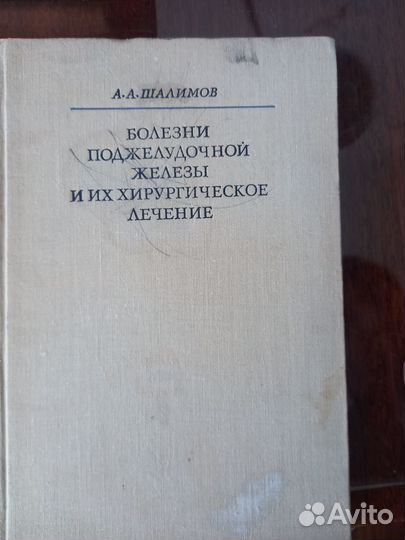 А.А.ШАЛИМОВ
БОЛЕЗНИ
ПОДЖЕЛУДОЧНОЙ
ЖЕЛЕЗЫ
И ИХ ХИРУРГИЧЕСКОЕ
ЛЕЧЕНИЕ
Avito